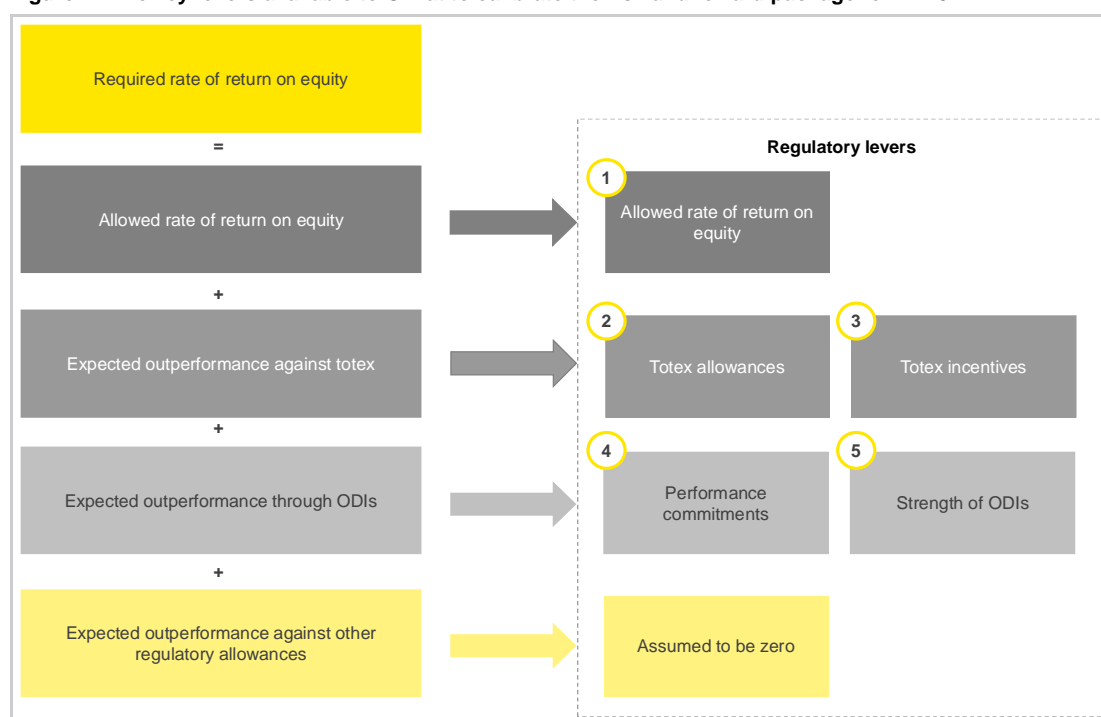 Required rate of return on equity
=
Regulatory levers
1
Allowed rate of return on equity
Allowed rate of return on
equity
+
2
3
Expected outperformance against totex
Totex allowances
Totex incentives
+
4
5
Expected outperformance through ODIs
Performance
commitments
Strength of ODIs
+
Expected outperformance against other
regulatory allowances
Assumed to be zero